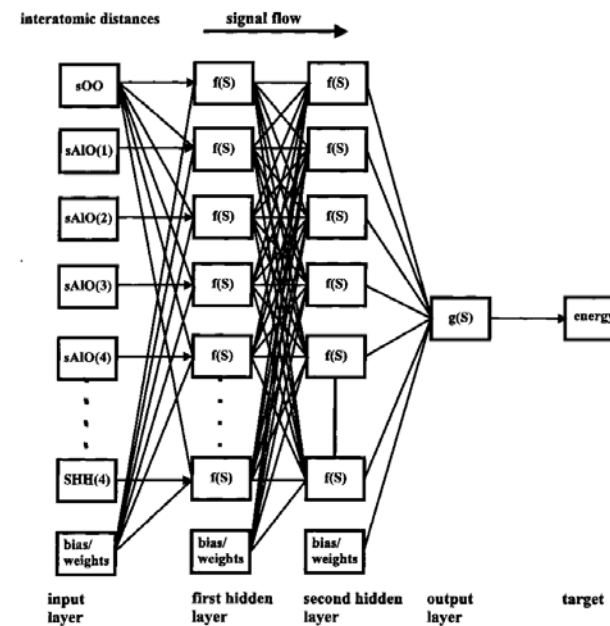 interatomic distances
signal flow
sOO
f(S)
f(S)
sAlO(1)
f(S)
f(S)
sAlO(2)
f(S)
f(S)
sAlO(3)
f(S)
f(S)
g(S)
energy
sAlO(4)
f(S)
f(S)
SHH(4)
f(S)
f(S)
bias/
weights
bias/
weights
bias/
weights
input
layer
first hidden
layer
second hidden
layer
output
layer
target